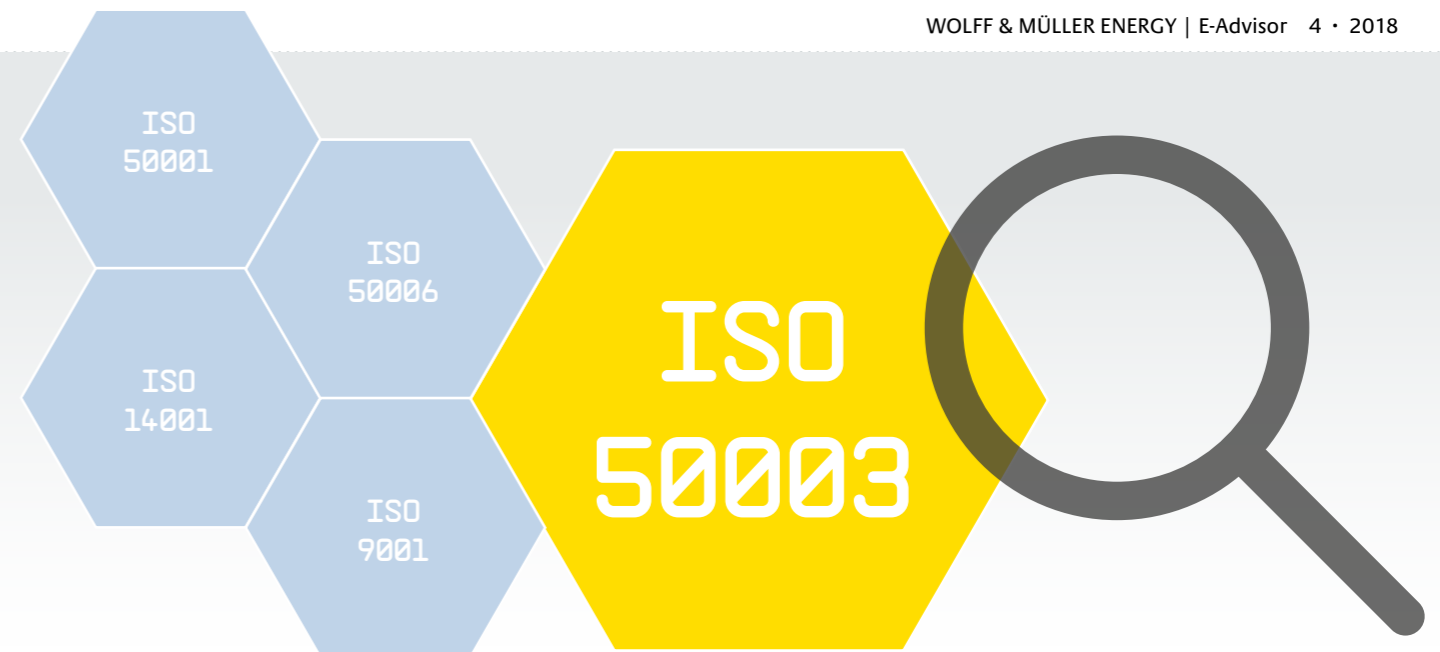 WOLFF & MÜLLER ENERGY | E-Advisor 4 · 2018
ISO
50001
ISO
50006
ISO
14001
ISO
9001
ISO
50003